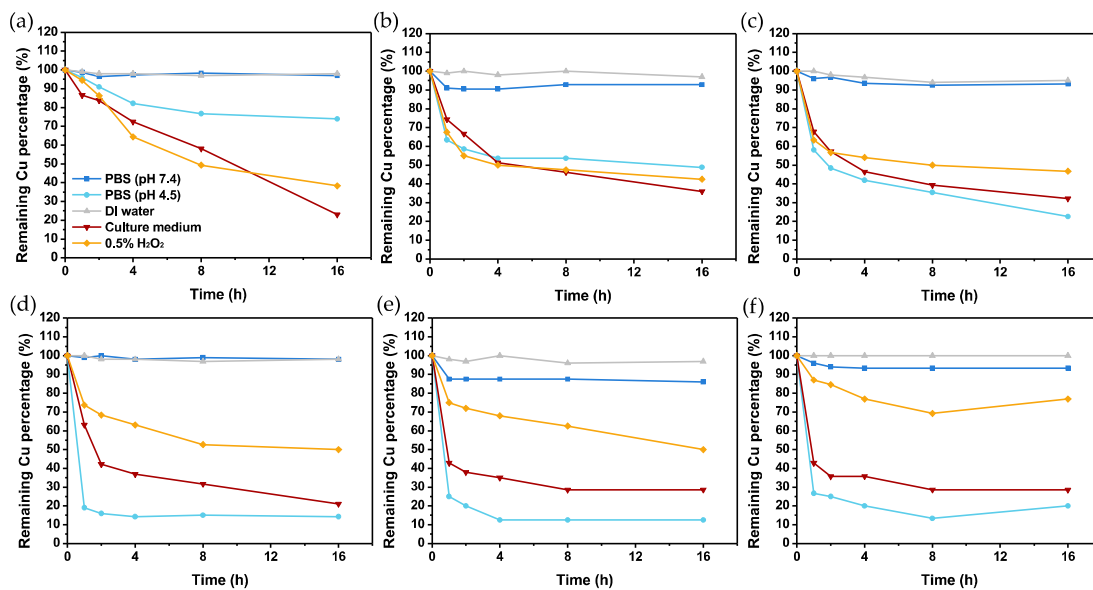 (a)
Remaining Cu percentage (%)
120
110
100
90
80
70
60
50
40
30
20
10
0
PBS (pH 7.4)
PBS (pH 4.5)
DI water
Culture medium
0.5% H₂O₂
0 4 8 12 16
Time (h)
(b)
Remaining Cu percentage (%)
120
110
100
90
80
70
60
50
40
30
20
10
0
0 4 8 12 16
Time (h)
(c)
Remaining Cu percentage (%)
120
110
100
90
80
70
60
50
40
30
20
10
0
0 4 8 12 16
Time (h)
(d)
Remaining Cu percentage (%)
120
110
100
90
80
70
60
50
40
30
20
10
0
0 4 8 12 16
Time (h)
(e)
Remaining Cu percentage (%)
120
110
100
90
80
70
60
50
40
30
20
10
0
0 4 8 12 16
Time (h)
(f)
Remaining Cu percentage (%)
120
110
100
90
80
70
60
50
40
30
20
10
0
0 4 8 12 16
Time (h)